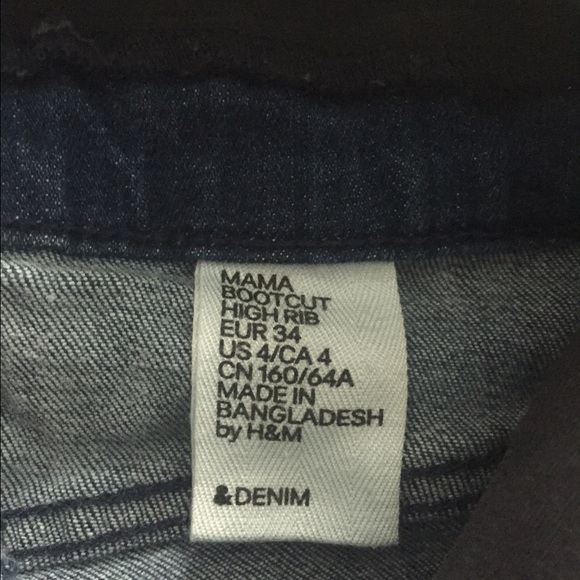 MAMA
BOOTCUT
HIGH RIB
EUR 34
US 4/CA 4
CN 160/64A
MADE IN
BANGLADESH
by H&M
&DENIM